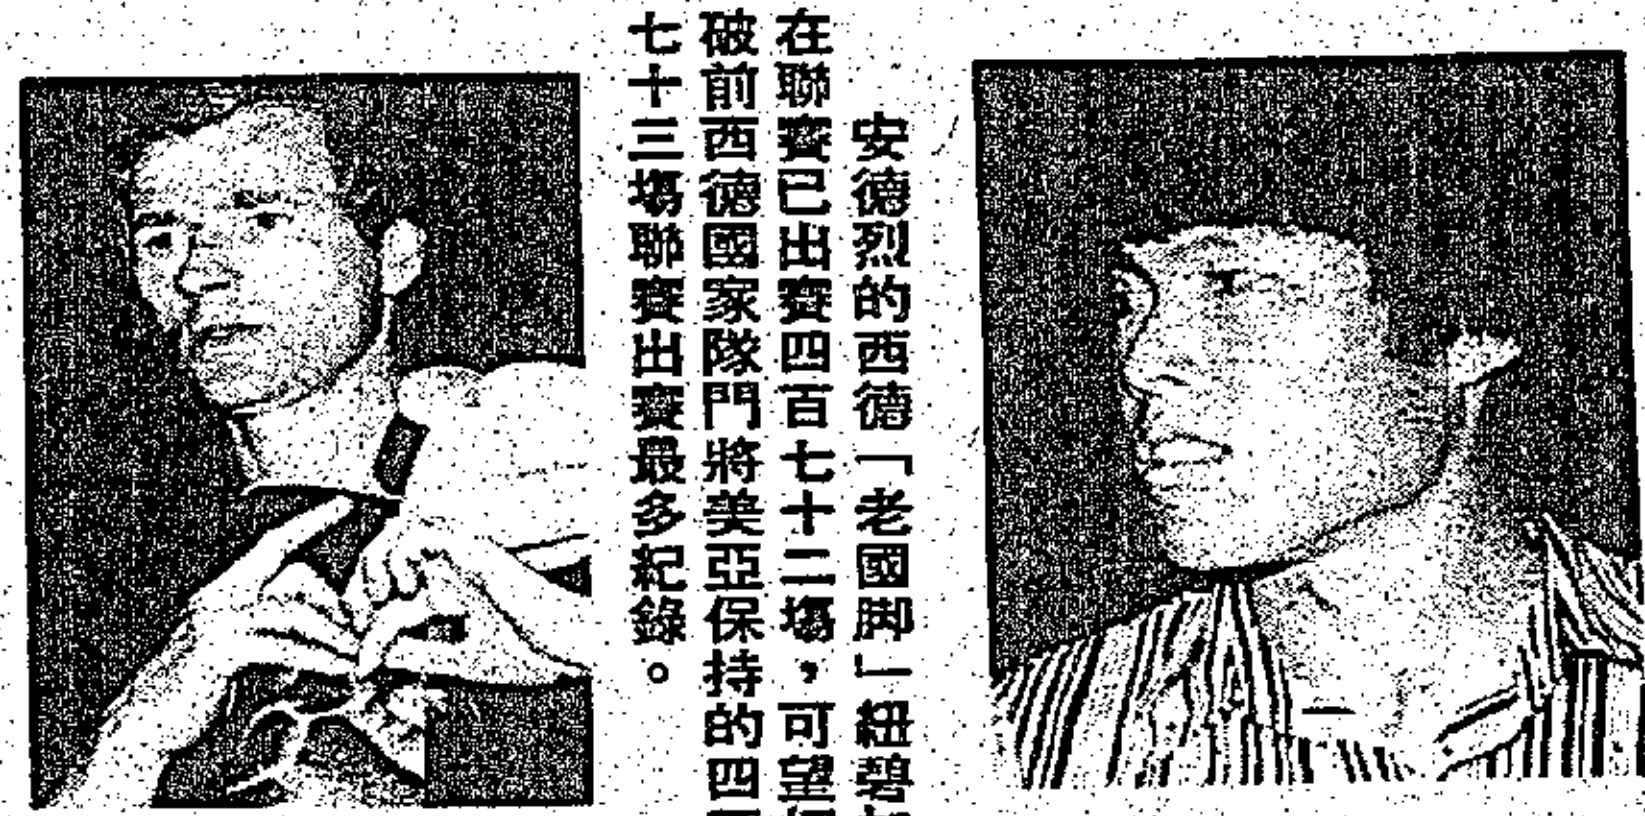 安德烈的西德「老國脚」紐碧
在聯賽已出賽四百七十二場，可望
破前西德國家隊門將美亞保持的四
七十三場聯賽出賽最多紀錄。